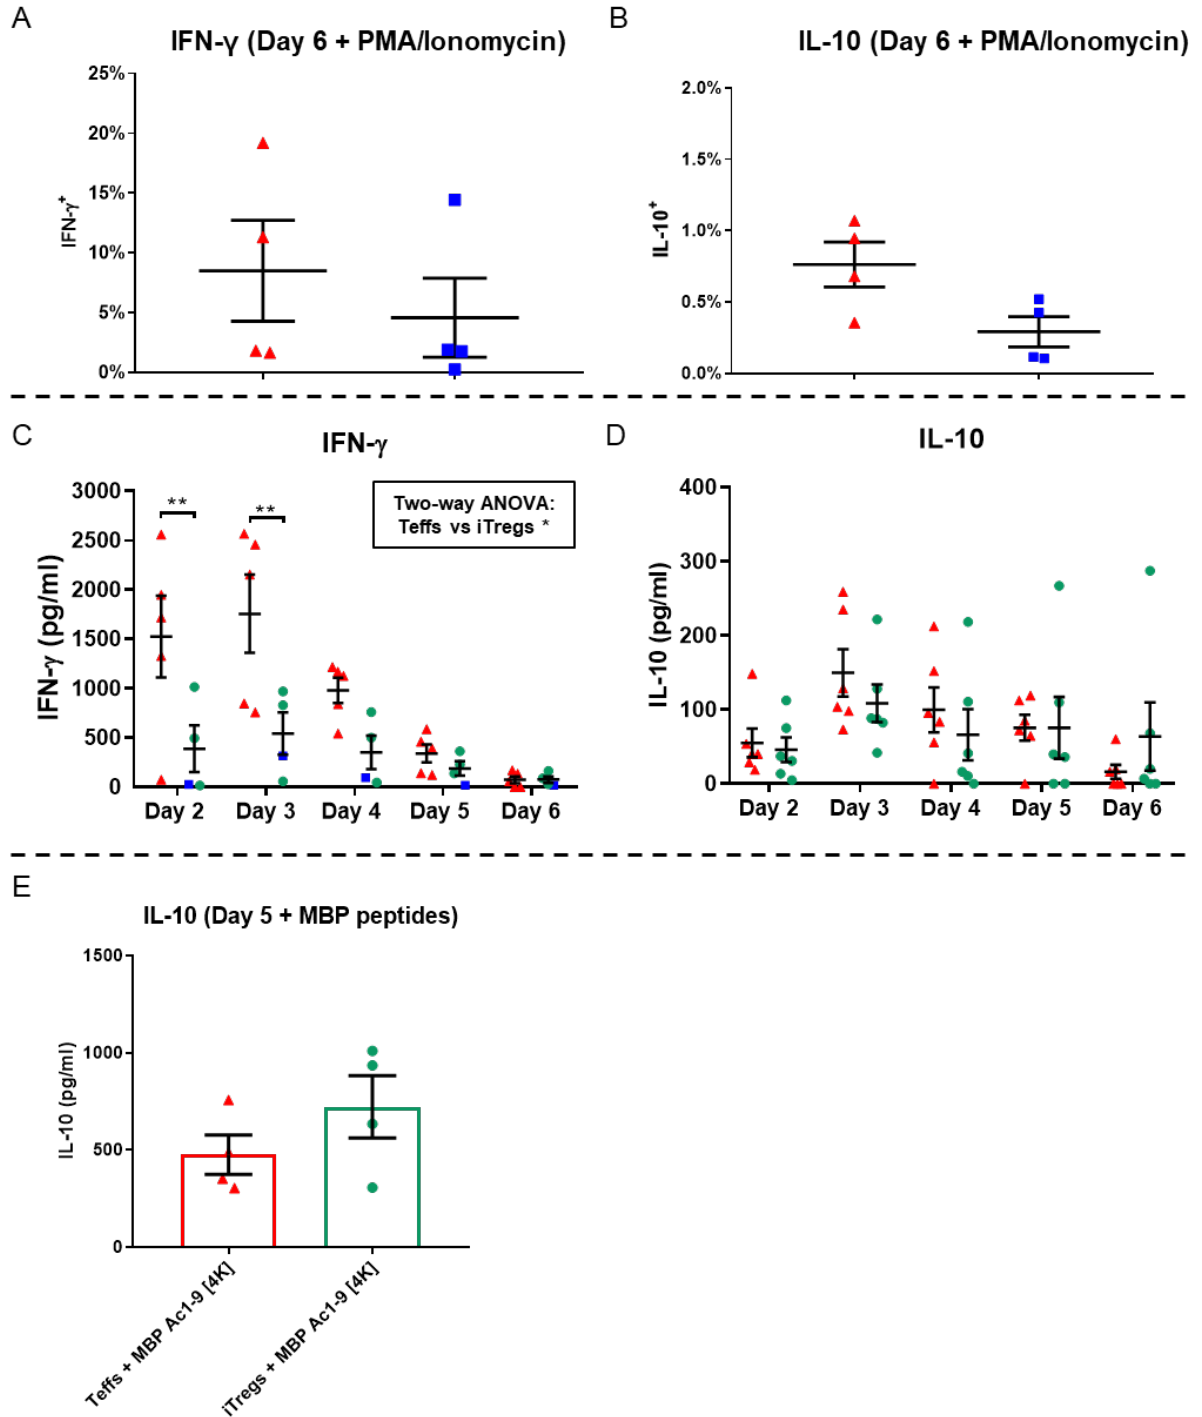 A
IFN-γ (Day 6 + PMA/Ionomycin)
25%
20%
15%
10%
5%
0%
IFN-γ⁺
B
IL-10 (Day 6 + PMA/Ionomycin)
2.0%
1.5%
1.0%
0.5%
0.0%
IL-10⁺
C
IFN-γ
3000
2500
2000
1500
1000
500
0
IFN-γ (pg/ml)
**
**
Two-way ANOVA:
Teffs vs iTregs *
Day 2 Day 3 Day 4 Day 5 Day 6
D
IL-10
400
300
200
100
0
IL-10 (pg/ml)
Day 2 Day 3 Day 4 Day 5 Day 6
E
IL-10 (Day 5 + MBP peptides)
1500
1000
500
0
IL-10 (pg/ml)
Teffs + MBP Ac1-9 [4K]
iTregs + MBP Ac1-9 [4K]